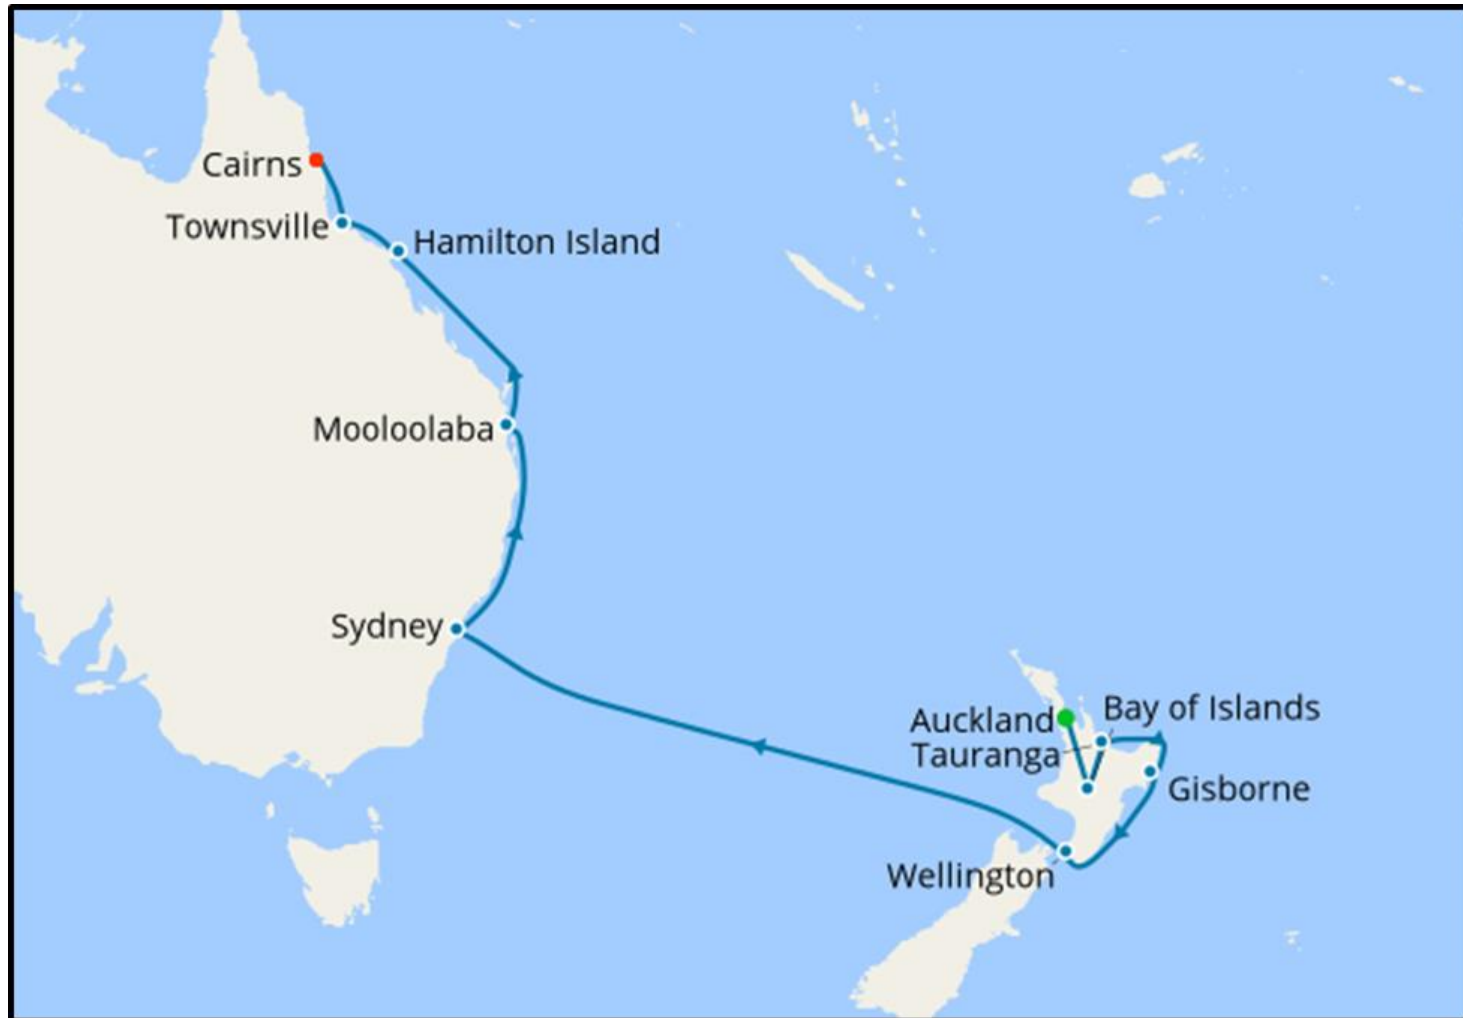 Cairns
Townsville
Hamilton Island
Mooloolaba
Sydney
Auckland
Bay of Islands
Tauranga
Gisborne
Wellington